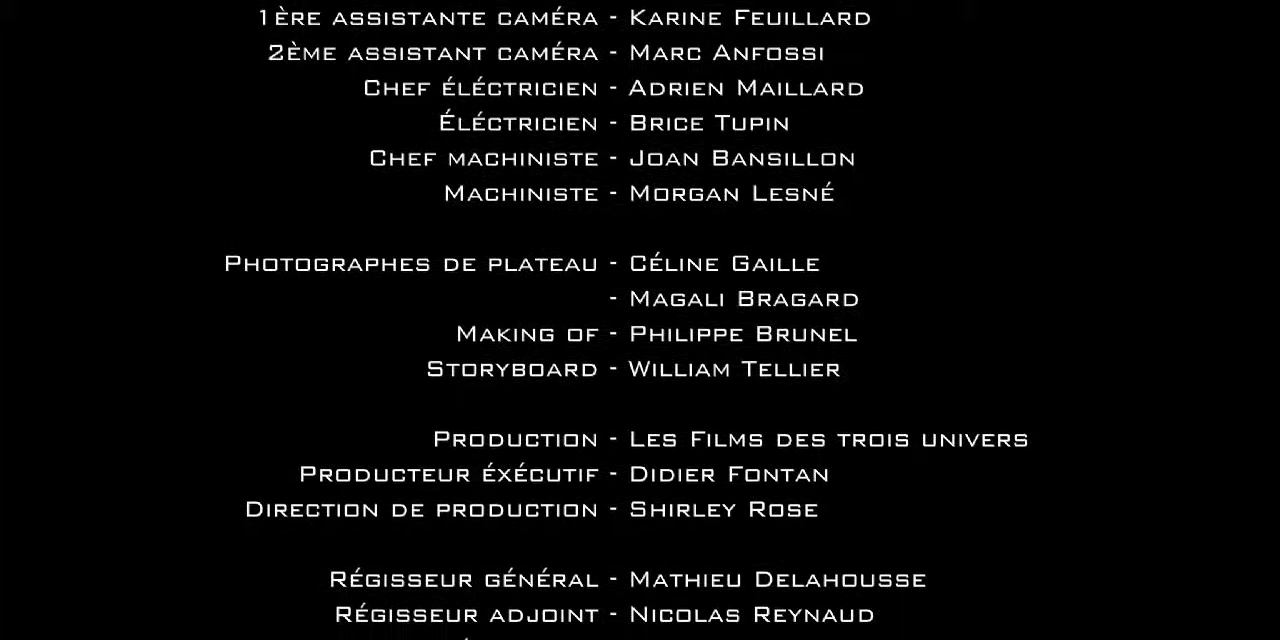 1ère assistante caméra - Karine Feuillard
2ème assistant caméra - Marc Anfossi
Chef éléctricien - Adrien Maillard
Éléctricien - Brice Tupin
Chef machiniste - Joan Bansillon
Machiniste - Morgan Lesné
Photographes de plateau - Céline Gaille
- Magali Bragard
Making of - Philippe Brunel
Storyboard - William Tellier
Production - Les Films des trois univers
Producteur éxécutif - Didier Fontan
Direction de production - Shirley Rose
Régisseur général - Mathieu Delahousse
Régisseur adjoint - Nicolas Reynaud